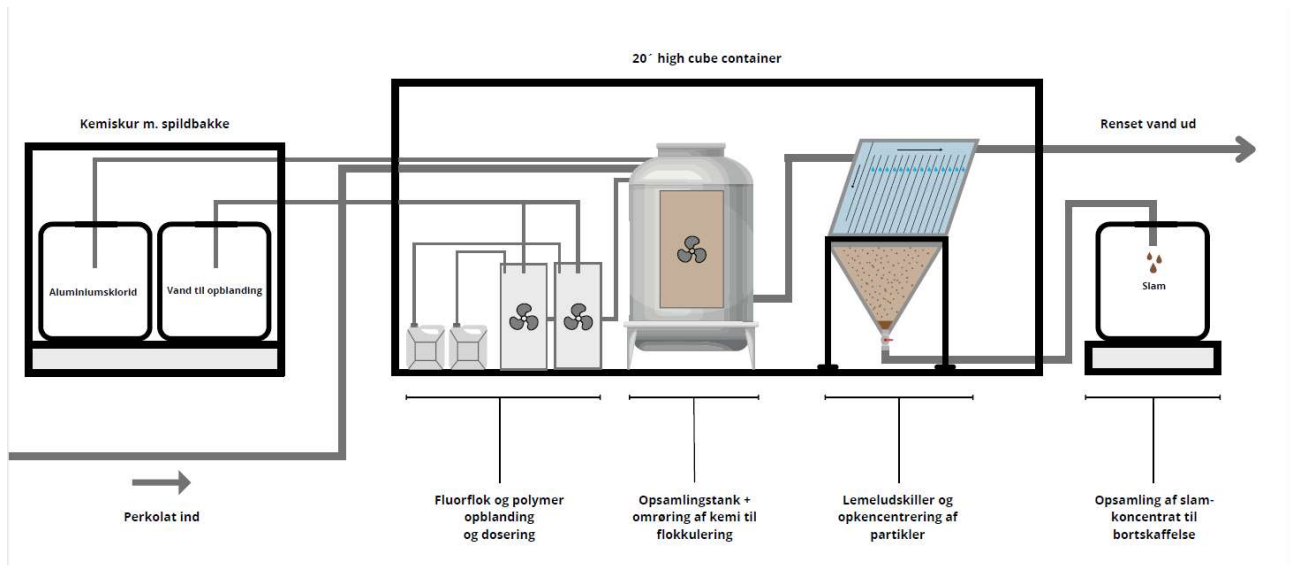 20´ high cube container
Kemiskur m. spildbakke
Renset vand ud
Aluminiumsklorid
Vand til opblanding
Slam
Perkolat ind
Fluorflok og polymer
opblanding
og dosering
Opsamlingstank +
omrøring af kemi til
flokkulering
Lemeludskiller og
opkencentrering af
partikler
Opsamling af slam-
koncentrat til
bortskaffelse